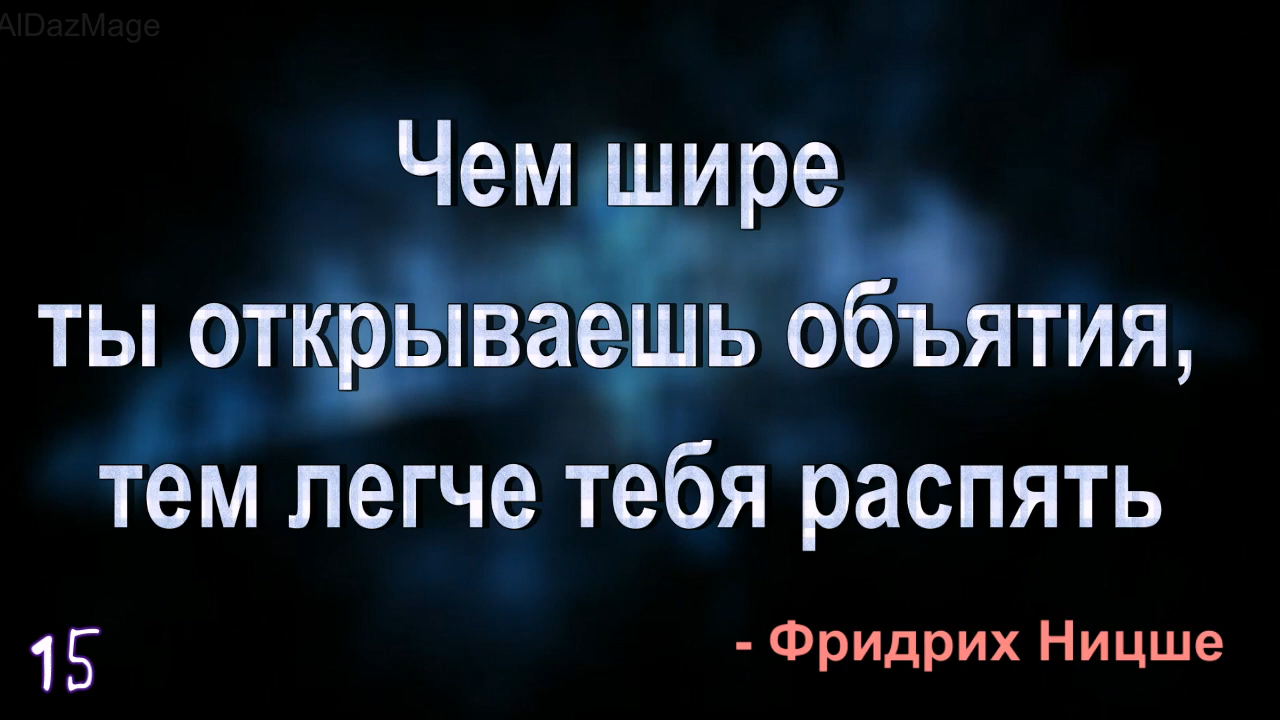 AlDazMage
Чем шире
ты открываешь объятия,
тем легче тебя распять
- Фридрих Ницше
15